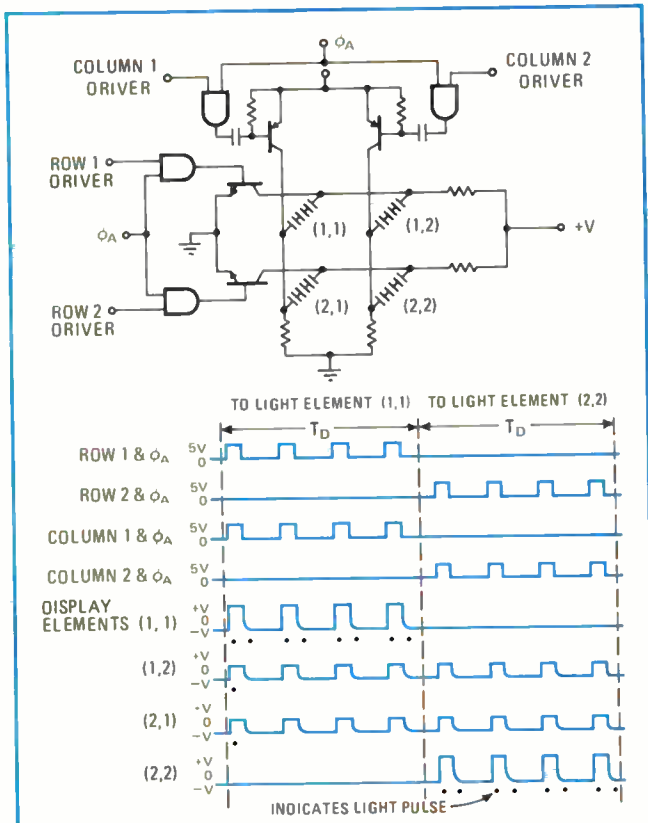 φA
COLUMN 1
ORIVER
COLUMN 2
ORIVER
ROW 1
ORIVER
φA
ROW 2
ORIVER
(1,1)
(1,2)
+V
(2,1)
(2,2)
TO LIGHT ELEMENT (1,1)
TO LIGHT ELEMENT (2,2)
TD
TD
ROW 1 & φA 5V
0
ROW 2 & φA 5V
0
COLUMN 1 & φA 5V
0
COLUMN 2 & φA 5V
0
OISPLAY
ELEMENTS (1, 1) +V
0
−V
(1,2) +V
0
−V
(2,1) +V
0
−V
(2,2) +V
0
−V
INDICATES LIGHT PULSE